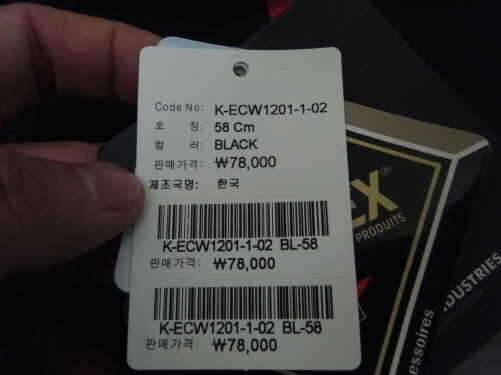 Code No: K-ECW1201-1-02
호 칭: 58 Cm
컬 러: BLACK
판매가격: ₩78,000
제조국명: 한국
K-ECW1201-1-02 BL-58
판매가격: ₩78,000
K-ECW1201-1-02 BL-58
판매가격: ₩78,000
EX
PRODUITS